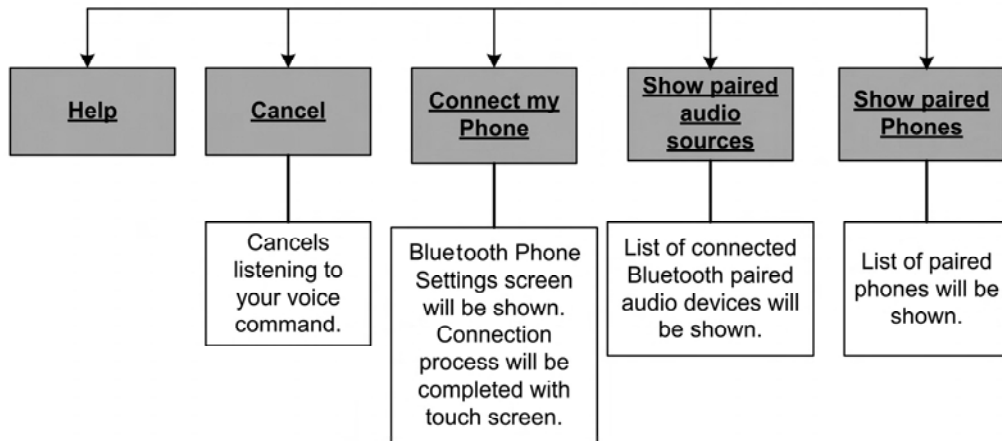 Help
Cancel
Connect my
Phone
Show paired
audio
sources
Show paired
Phones
Cancels
listening to
your voice
command.
Bluetooth Phone
Settings screen
will be shown.
Connection
process will be
completed with
touch screen.
List of connected
Bluetooth paired
audio devices will
be shown.
List of paired
phones will be
shown.